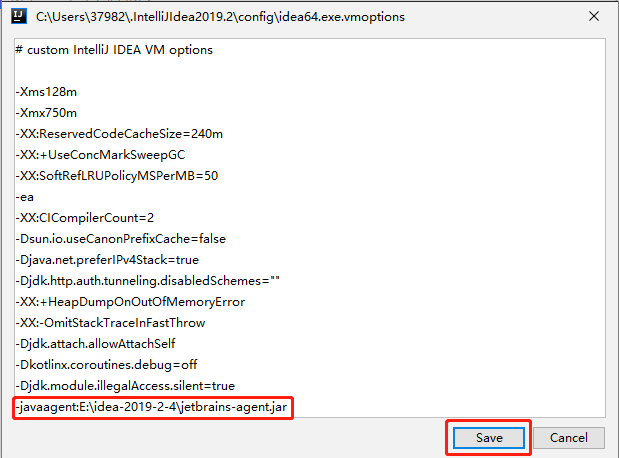 IJ
C:\Users\37982\.IntelliJIdea2019.2\config\idea64.exe.vmoptions
# custom IntelliJ IDEA VM options
-Xms128m
-Xmx750m
-XX:ReservedCodeCacheSize=240m
-XX:+UseConcMarkSweepGC
-XX:SoftRefLRUPolicyMSPerMB=50
-ea
-XX:CICompilerCount=2
-Dsun.io.useCanonPrefixCache=false
-Djava.net.preferIPv4Stack=true
-Djdk.http.auth.tunneling.disabledSchemes=""
-XX:+HeapDumpOnOutOfMemoryError
-XX:-OmitStackTraceInFastThrow
-Djdk.attach.allowAttachSelf
-Dkotlinx.coroutines.debug=off
-Djdk.module.illegalAccess.silent=true
-javaagent:E:\idea-2019-2-4\jetbrains-agent.jar
Save
Cancel